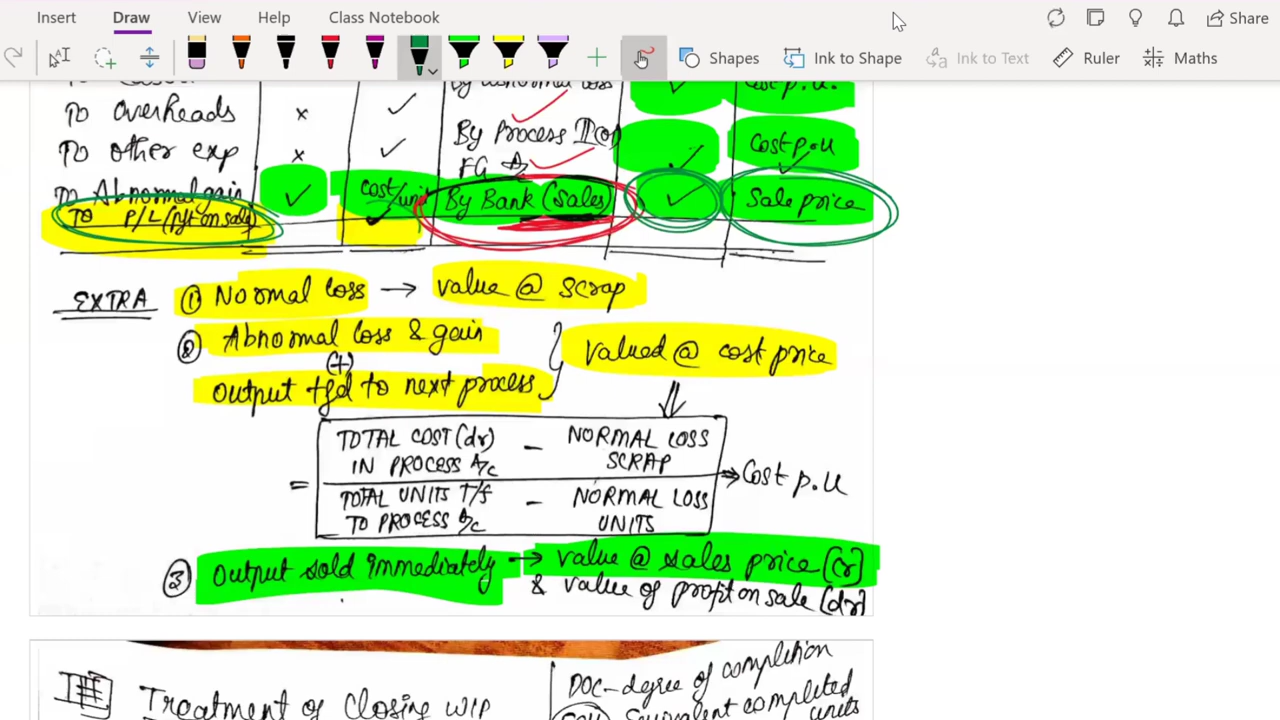 Insert Draw View Help Class Notebook Share
Shapes Ink to Shape Ink to Text Ruler Maths
To Overheads × ✓
By abnormal loss ✓ Cost p.u.
To Other exp × ✓ By Process II Cost p.u
FG A/c ✓
To Abnormal gain ✓ cost/unit By Bank (Sales) ✓ Sale price
To P/L (pft on sale) ✓
EXTRA ① Normal loss → value @ scrap
② Abnormal loss & gain
(+)
Output tfd to next process } Valued @ cost price
⇓
= TOTAL COST (dr) IN PROCESS A/c – NORMAL LOSS SCRAP
TOTAL UNITS T/f TO PROCESS A/c – NORMAL LOSS UNITS
→ Cost p.u
③ Output sold immediately → value @ sales price (cr)
& value of profit on sale (dr)
III Treatment of Closing WIP
DOC – degree of completion
Equivalent completed
units